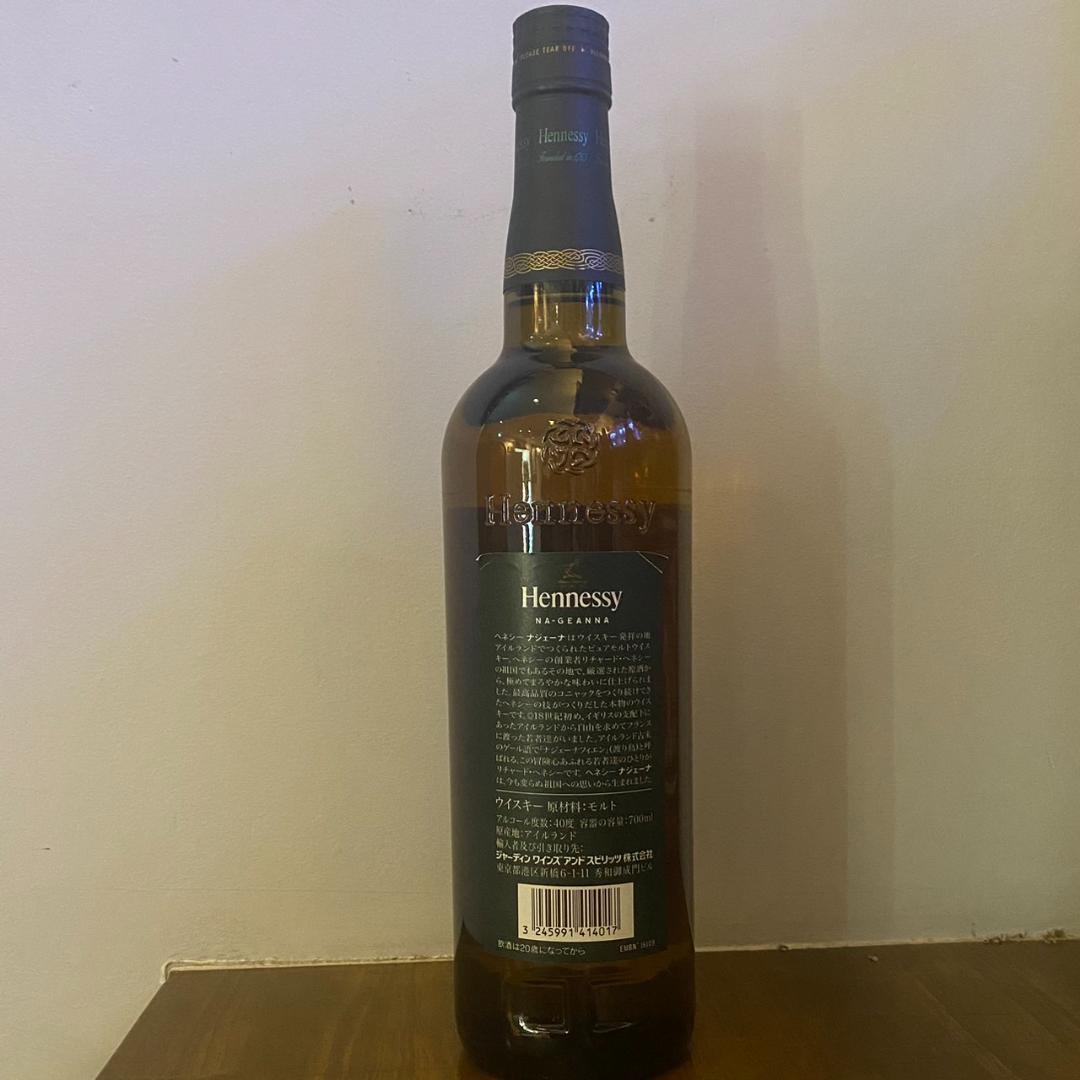 PLEASE TEAR OFF
Hennessy
Founded in 1765
Hennessy
Hennessy
NA-GEANNA
ヘネシー ナジェーナはウイスキー発祥の地
アイルランドでつくられたピュアモルトウイス
キー。ヘネシーの創業者リチャード・ヘネシー
の祖国でもあるその地で、厳選された原酒か
ら、極めてまろやかな味わいに仕上げられま
した。最高品質のコニャックをつくり続けてき
たヘネシーの技がつくりだした本物のウイス
キーです。◎18世紀初め、イギリスの支配下に
あったアイルランドから自由を求めてフランス
に渡った若者達がいました。アイルランド古来
のゲール語で「ナジェーナフィエン」(渡り鳥)と呼
ばれる、この冒険心あふれる若者達のひとりが
リチャード・ヘネシーです。ヘネシー ナジェーナ
は、今も変らぬ祖国への思いから生まれました
ウイスキー 原材料:モルト
アルコール度数:40度 容器の容量:700ml
原産地:アイルランド
輸入者及び引き取り先:
ジャーディン ワインズ アンド スピリッツ 株式会社
東京都港区新橋6-1-11 秀和御成門ビル
3 245991 414017
飲酒は20歳になってから
EMBN° 16102B